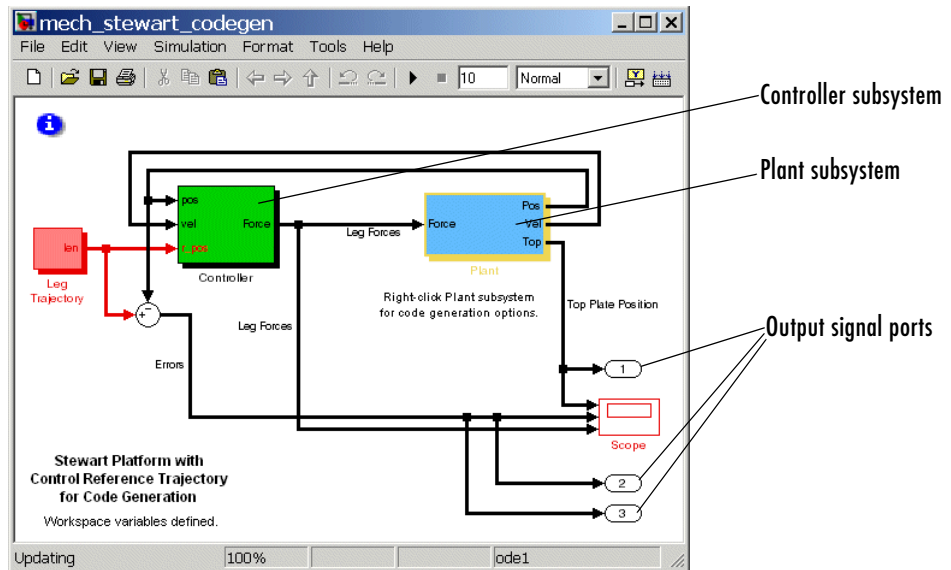 mech_stewart_codegen
File Edit View Simulation Format Tools Help
10 Normal
Controller subsystem
Plant subsystem
Output signal ports
pos
vel
r_pos
Force
Controller
len
Leg
Trajectory
Leg Forces
Force
Pos
Vel
Top
Plant
Right-click Plant subsystem
for code generation options.
Top Plate Position
Leg Forces
Errors
+
-
1
Scope
2
3
Stewart Platform with
Control Reference Trajectory
for Code Generation
Workspace variables defined.
Updating 100% ode1